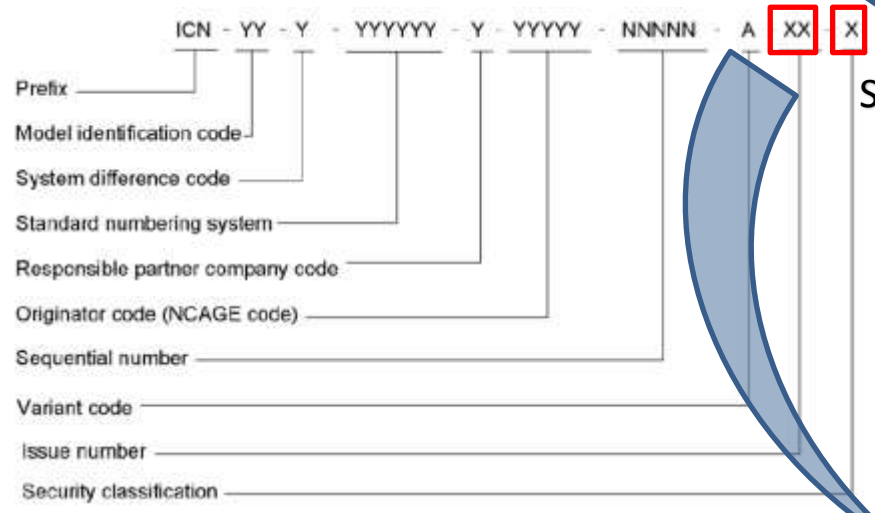 ICN - YY - Y - YYYYYY - Y - YYYYY - NNNNN - A XX - X
S
Prefix
Model identification code
System difference code
Standard numbering system
Responsible partner company code
Originator code (NCAGE code)
Sequential number
Variant code
Issue number
Security classification